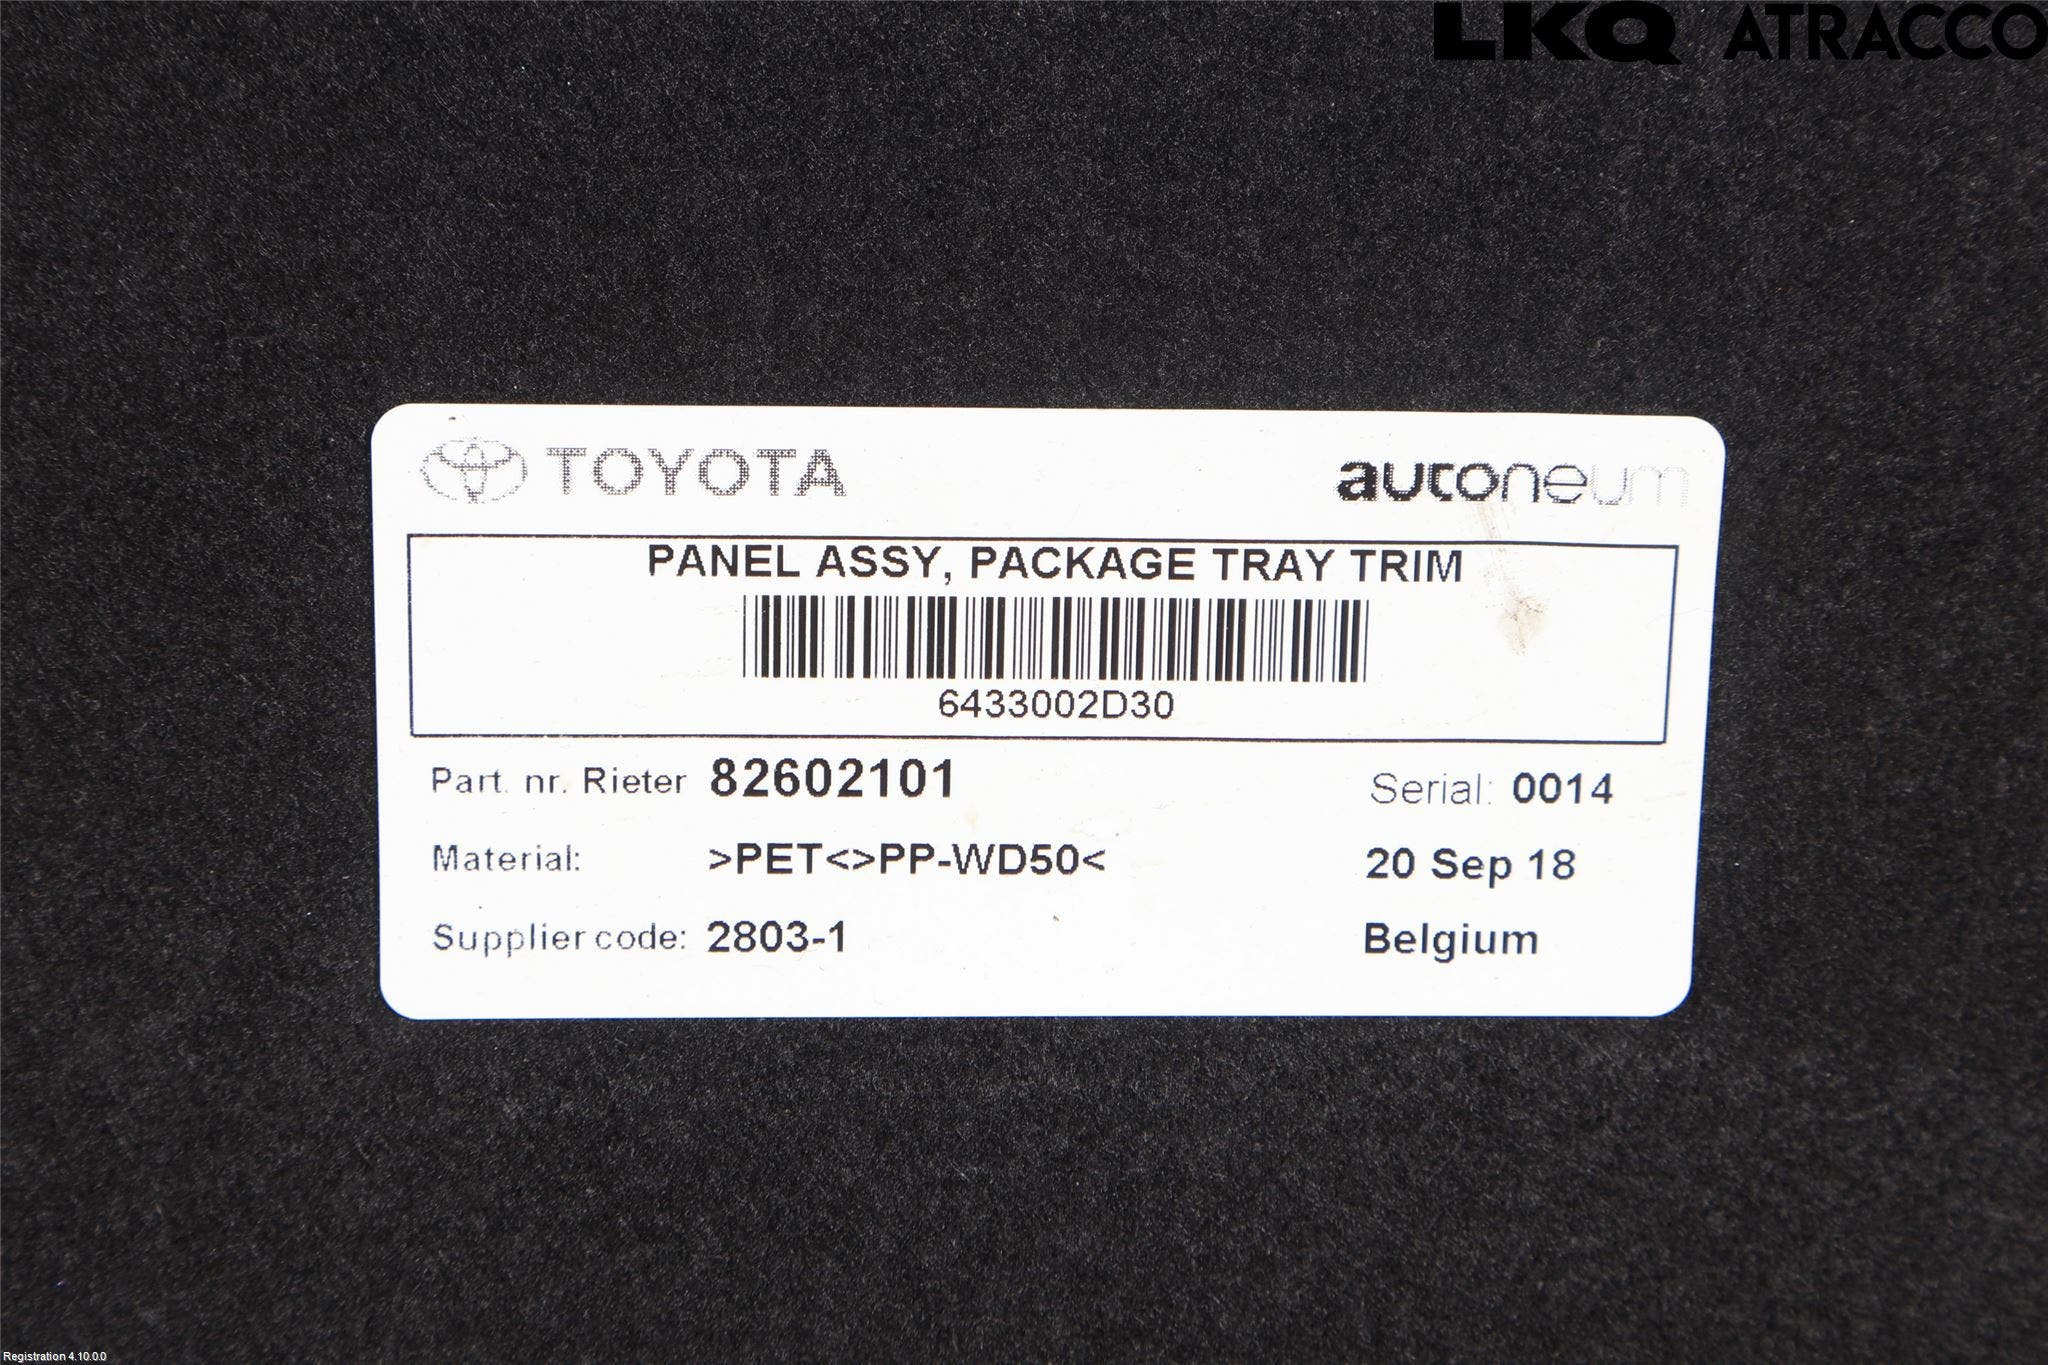 LKQ ATRACCO
TOYOTA autoneum
PANEL ASSY, PACKAGE TRAY TRIM
6433002D30
Part. nr. Rieter 82602101 Serial: 0014
Material: >PET<>PP-WD50< 20 Sep 18
Supplier code: 2803-1 Belgium
Registration 4.10.0.0